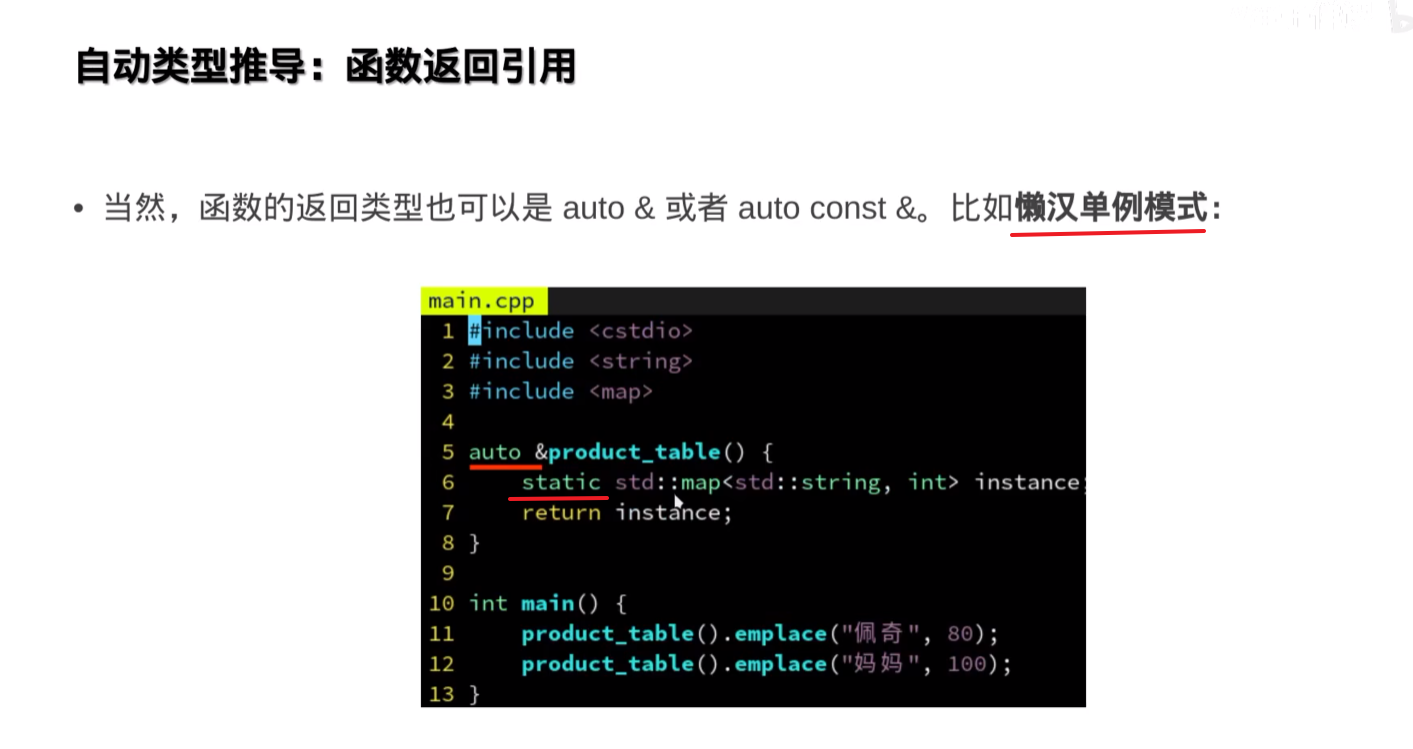 自动类型推导：函数返回引用
• 当然，函数的返回类型也可以是 auto & 或者 auto const &。比如懒汉单例模式：
main.cpp
1 #include <cstdio>
2 #include <string>
3 #include <map>
4
5 auto &product_table() {
6     static std::map<std::string, int> instance;
7     return instance;
8 }
9
10 int main() {
11     product_table().emplace("佩奇", 80);
12     product_table().emplace("妈妈", 100);
13 }